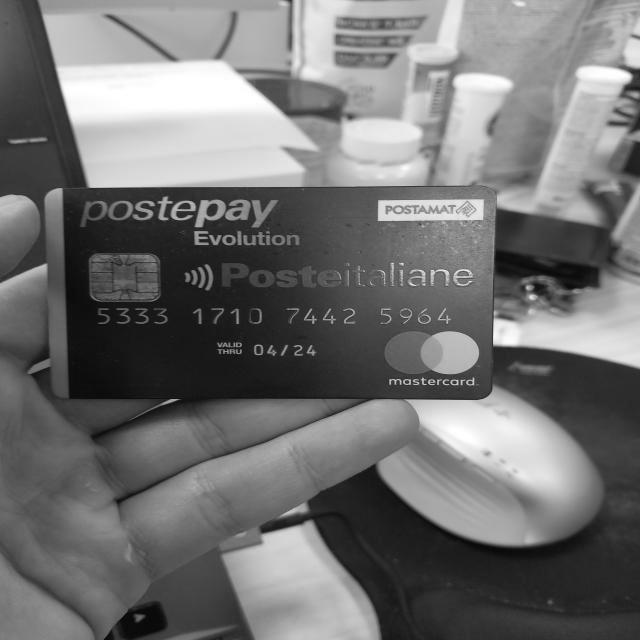 postepay
POSTAMAT
Evolution
Posteitaliane
5333 1710 7442 5964
VALID THRU 04/24
mastercard